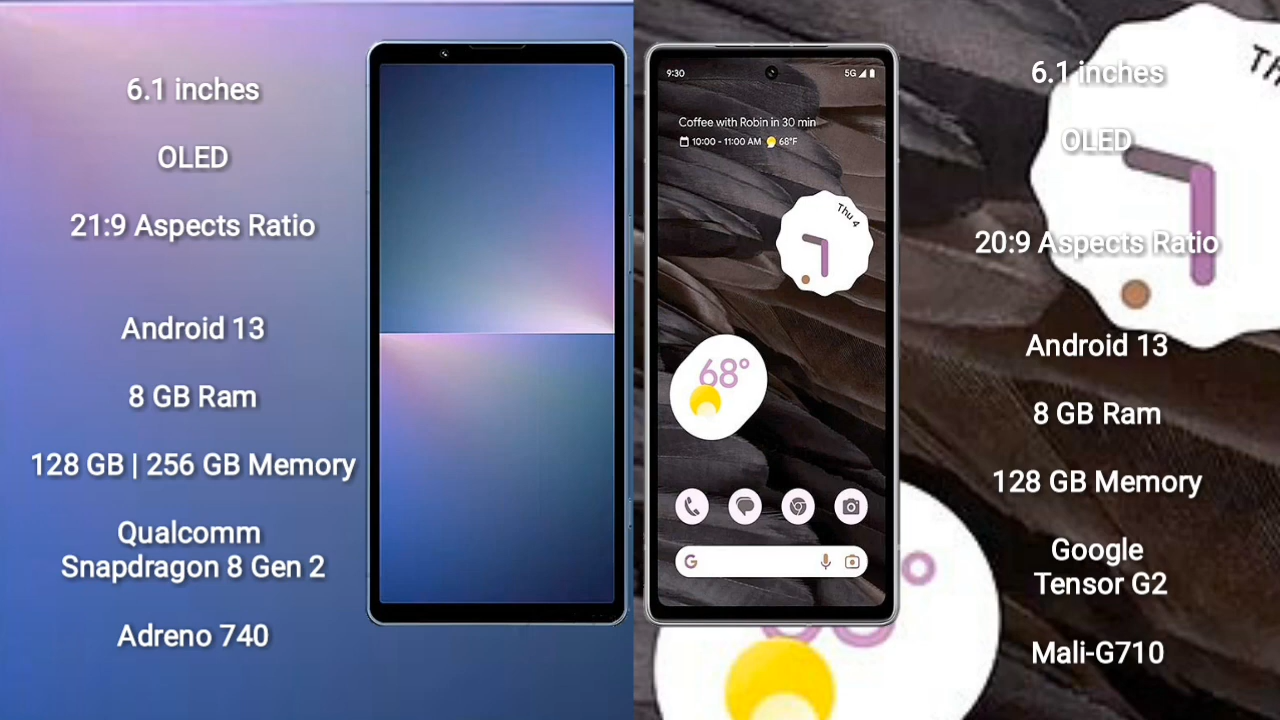 6.1 inches
OLED
21:9 Aspects Ratio
Android 13
8 GB Ram
128 GB | 256 GB Memory
Qualcomm
Snapdragon 8 Gen 2
Adreno 740
9:30
5G
Coffee with Robin in 30 min
10:00 - 11:00 AM 68°F
Thu 4
68°
G
6.1 inches
OLED
20:9 Aspects Ratio
Android 13
8 GB Ram
128 GB Memory
Google
Tensor G2
Mali-G710